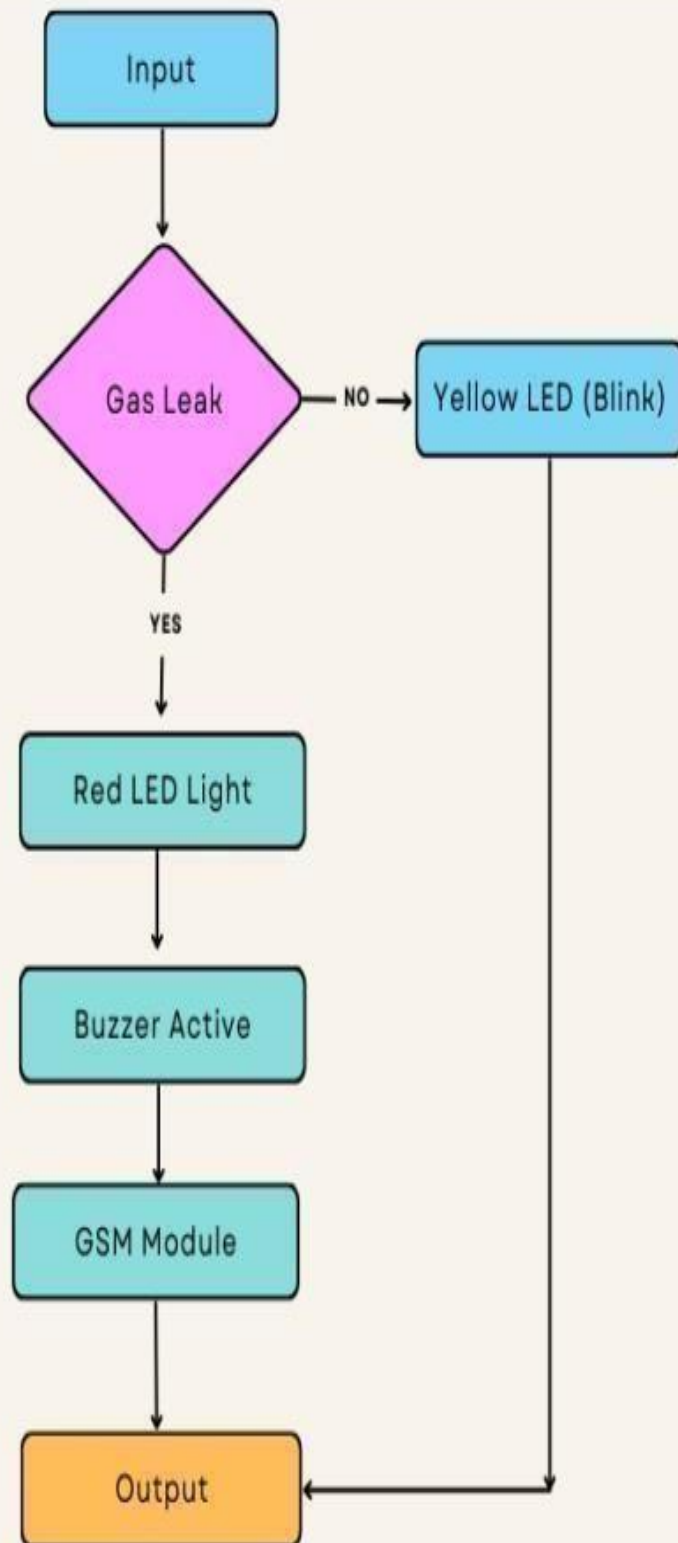 Input
Gas Leak
NO
Yellow LED (Blink)
YES
Red LED Light
Buzzer Active
GSM Module
Output